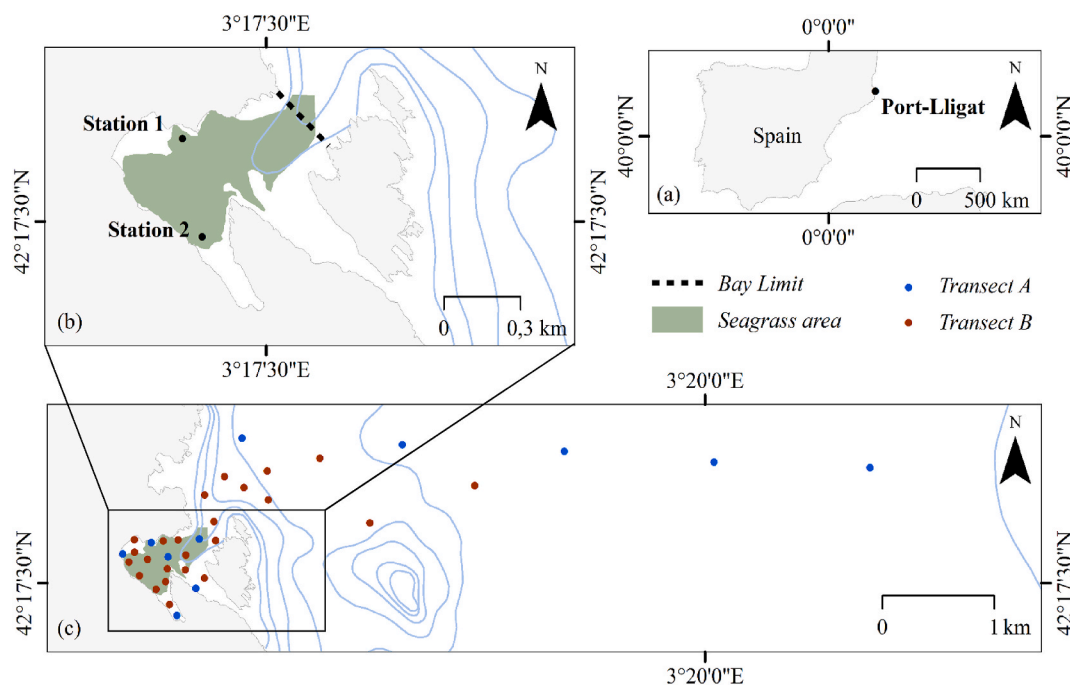 3°17'30"E
N
Station 1
Station 2
42°17'30"N
42°17'30"N
0 0,3 km
(b)
3°17'30"E
0°0'0"
N
Port-Lligat
Spain
40°0'0"N
40°0'0"N
0 500 km
(a)
0°0'0"
Bay Limit
Seagrass area
Transect A
Transect B
3°20'0"E
N
42°17'30"N
42°17'30"N
0 1 km
(c)
3°20'0"E